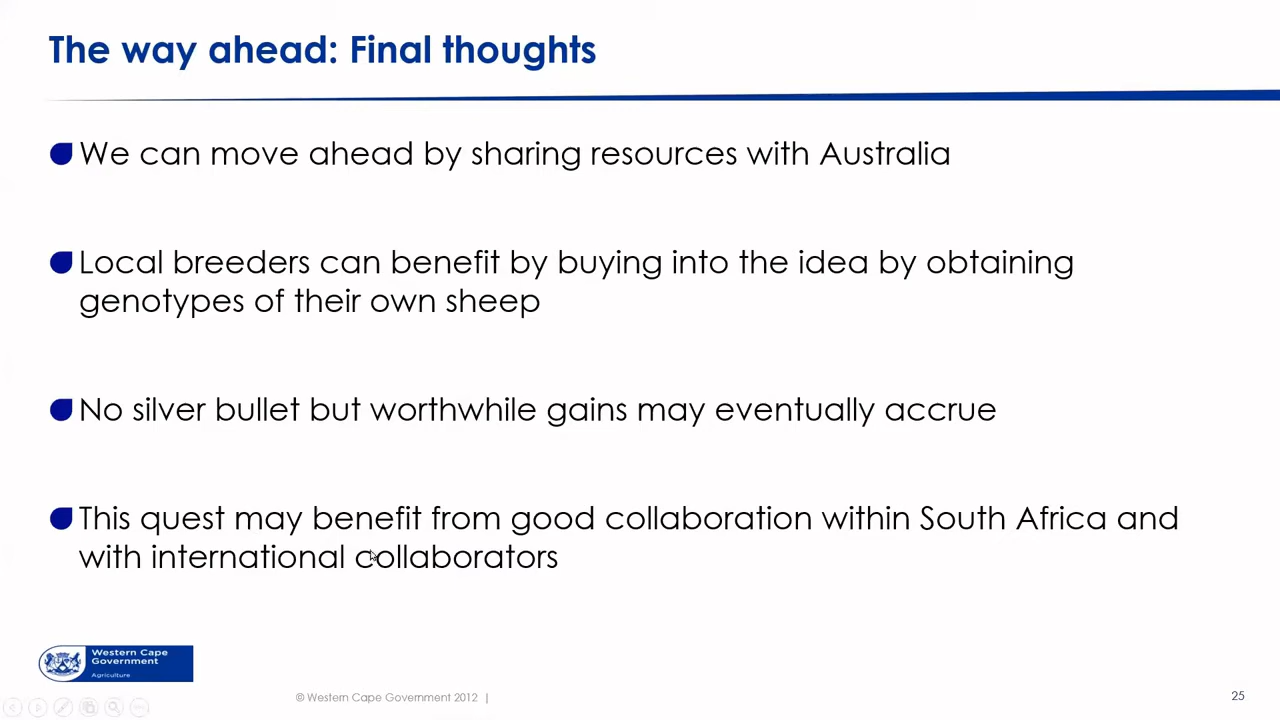 The way ahead: Final thoughts
We can move ahead by sharing resources with Australia
Local breeders can benefit by buying into the idea by obtaining
genotypes of their own sheep
No silver bullet but worthwhile gains may eventually accrue
This quest may benefit from good collaboration within South Africa and
with international collaborators
Western Cape
Government
Agriculture
© Western Cape Government 2012 |
25